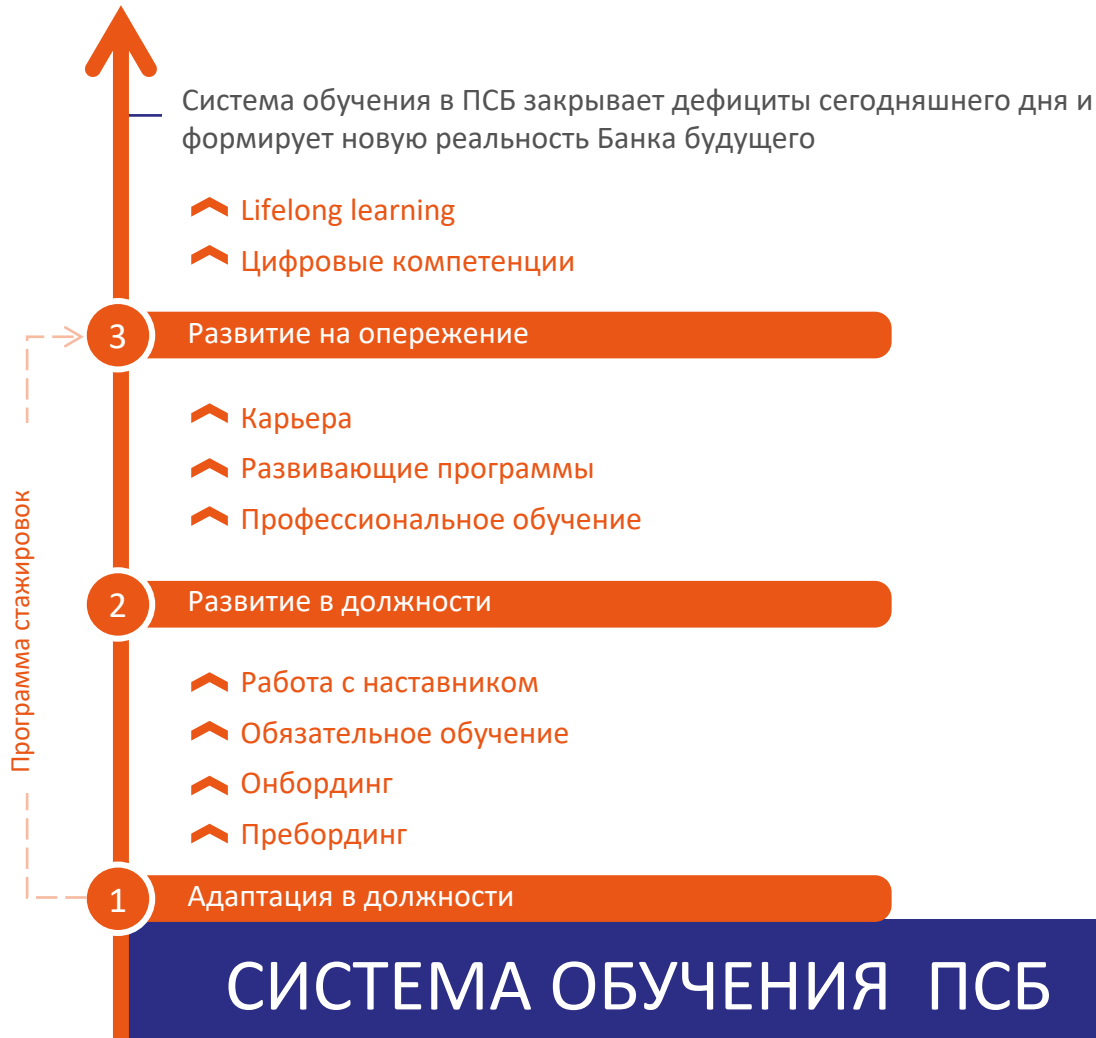 Система обучения в ПСБ закрывает дефициты сегодняшнего дня и
формирует новую реальность Банка будущего
Lifelong learning
Цифровые компетенции
3
Развитие на опережение
Карьера
Развивающие программы
Профессиональное обучение
Программа стажировок
2
Развитие в должности
Работа с наставником
Обязательное обучение
Онбординг
Пребординг
1
Адаптация в должности
СИСТЕМА ОБУЧЕНИЯ ПСБ